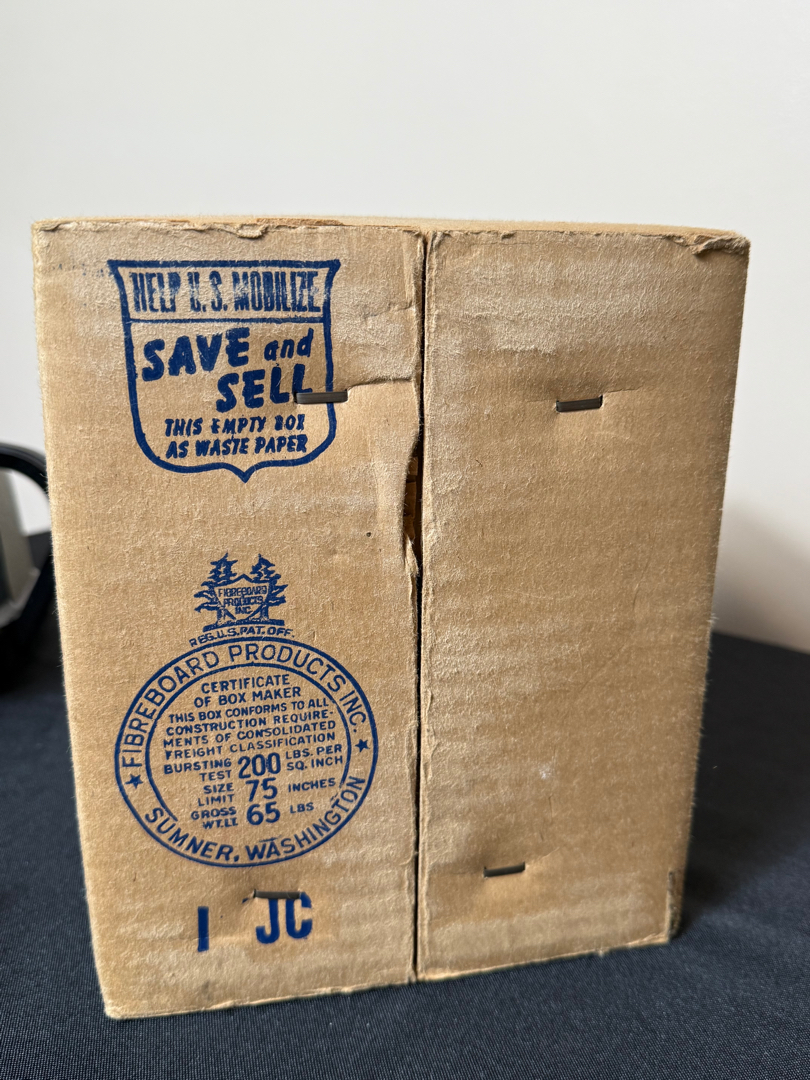 HELP U.S. MOBILIZE
SAVE and
SELL
THIS EMPTY BOX
AS WASTE PAPER
FIBREBOARD
PRODUCTS
INC.
REG.U.S.PAT.OFF.
FIBREBOARD PRODUCTS INC.
CERTIFICATE
OF BOX MAKER
THIS BOX CONFORMS TO ALL
CONSTRUCTION REQUIRE-
MENTS OF CONSOLIDATED
FREIGHT CLASSIFICATION
BURSTING TEST 200 LBS. PER SQ. INCH
SIZE LIMIT 75 INCHES
GROSS WT.LT. 65 LBS
SUMNER, WASHINGTON
I JC